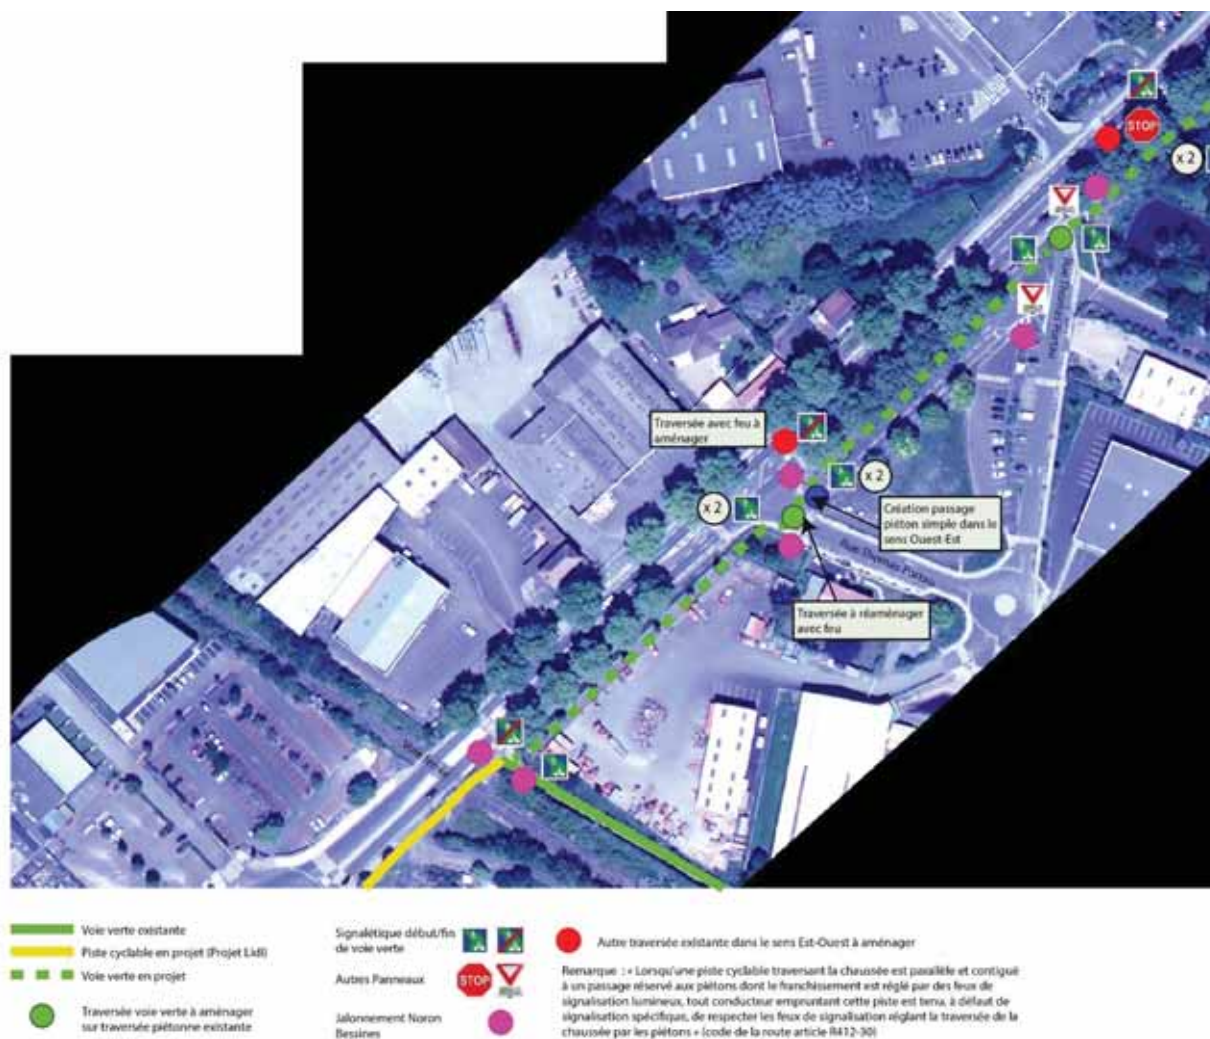 STOP
x 2
Traversée avec feu à
aménager
x 2
x 2
Création passage
piéton simple dans le
sens Ouest-Est
Traversée à réaménager
avec feu
Voie verte existante
Piste cyclable en projet (Projet Lidl)
Voie verte en projet
Traversée voie verte à aménager
sur traversée piétonne existante
Signalétique début/fin
de voie verte
Autres Panneaux
STOP
Jalonnement Noron
Bessines
Autre traversée existante dans le sens Est-Ouest à aménager
Remarque : « Lorsqu'une piste cyclable traversant la chaussée est parallèle et contiguë
à un passage réservé aux piétons dont le franchissement est réglé par des feux de
signalisation lumineux, tout conducteur empruntant cette piste est tenu, à défaut de
signalisation spécifique, de respecter les feux de signalisation réglant la traversée de la
chaussée par les piétons » (code de la route article R412-30)